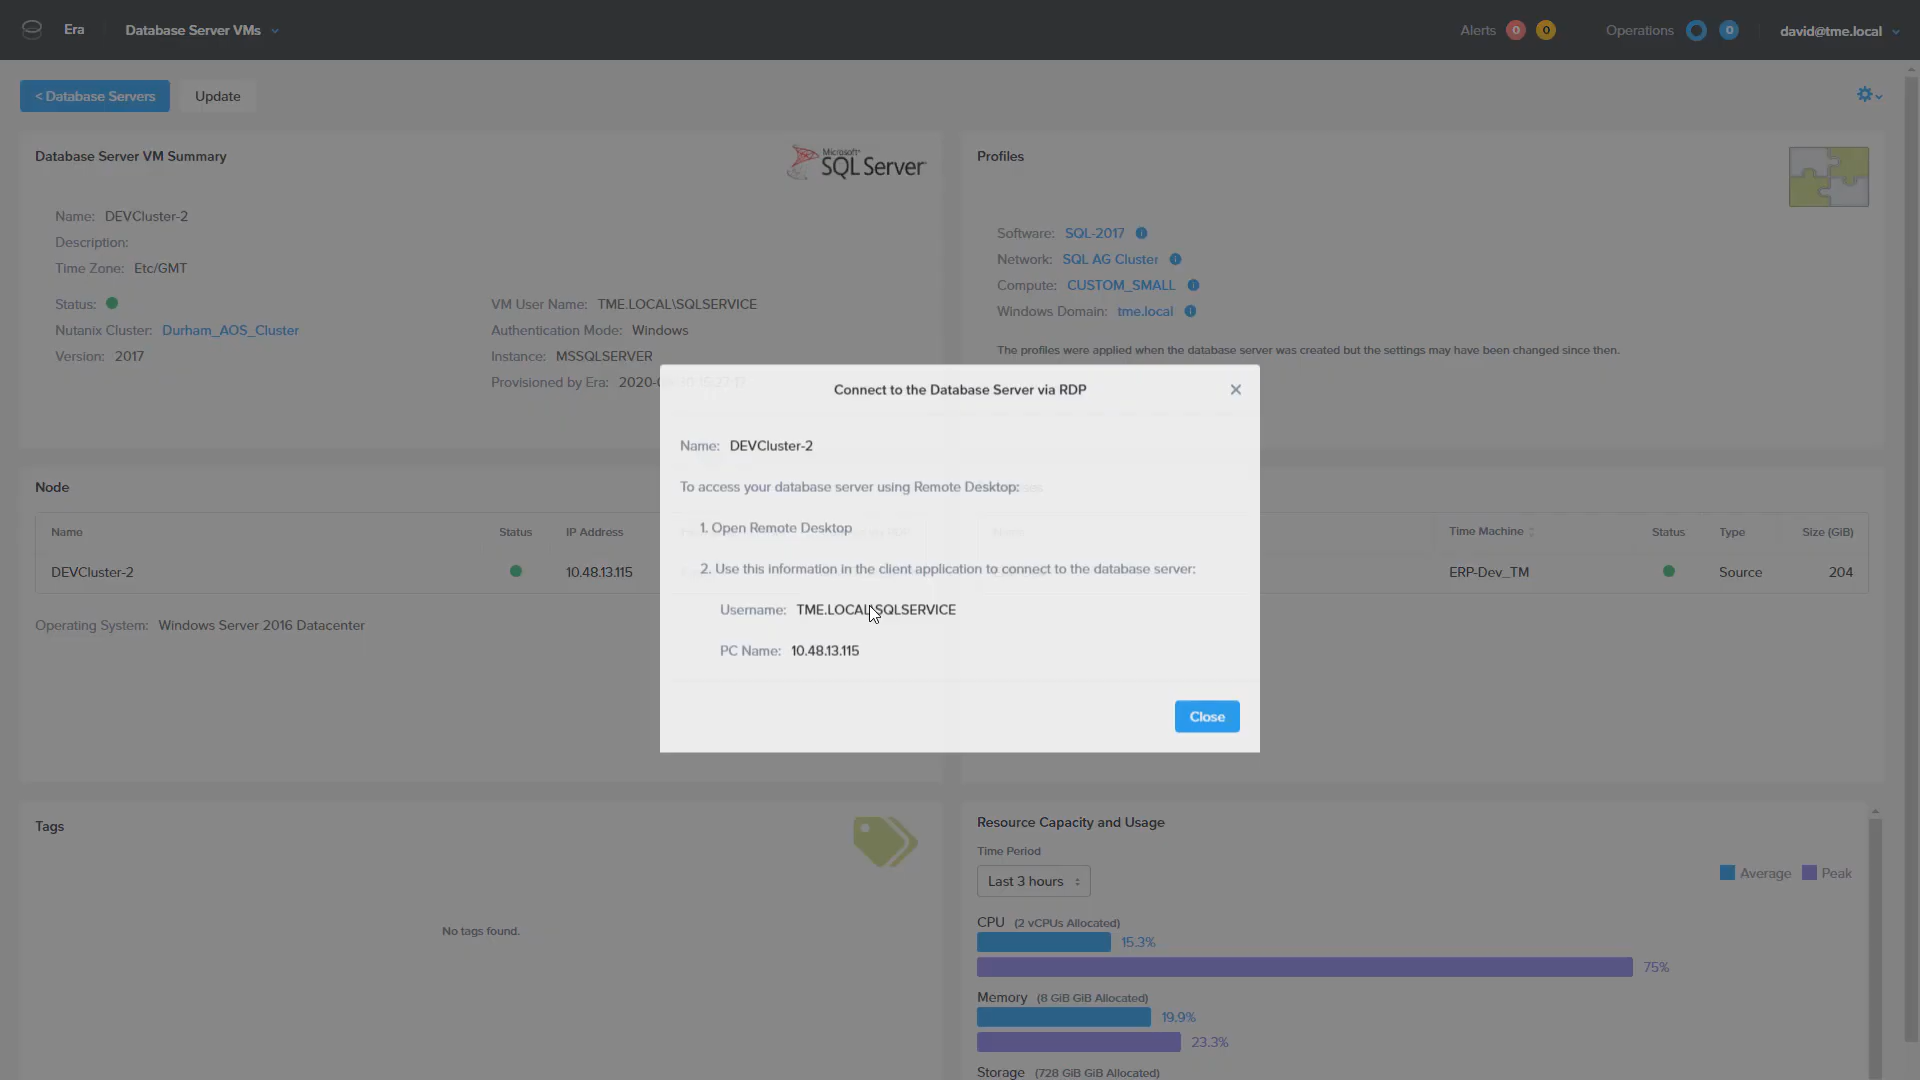 Era
Database Server VMs
Alerts 0 0
Operations 0
david@tme.local
< Database Servers
Update
Database Server VM Summary
Microsoft
SQL Server
Name: DEVCluster-2
Description:
Time Zone: Etc/GMT
Status:
Nutanix Cluster: Durham_AOS_Cluster
Version: 2017
VM User Name: TME.LOCAL\SQLSERVICE
Authentication Mode: Windows
Instance: MSSQLSERVER
Provisioned by Era:
Profiles
Software: SQL-2017
Network: SQL AG Cluster
Compute: CUSTOM_SMALL
Windows Domain: tme.local
The profiles were applied when the database server was created but the settings may have been changed since then.
Connect to the Database Server via RDP
Name: DEVCluster-2
To access your database server using Remote Desktop:
1. Open Remote Desktop
2. Use this information in the client application to connect to the database server:
Username: TME.LOCAL\SQLSERVICE
PC Name: 10.48.13.115
Close
Node
Name Status IP Address
DEVCluster-2 10.48.13.115
Operating System: Windows Server 2016 Datacenter
Time Machine Status Type Size (GiB)
ERP-Dev_TM Source 204
Tags
No tags found.
Resource Capacity and Usage
Time Period
Last 3 hours
Average Peak
CPU (2 vCPUs Allocated)
15.3%
75%
Memory (8 GiB GiB Allocated)
19.9%
23.3%
Storage (728 GiB GiB Allocated)